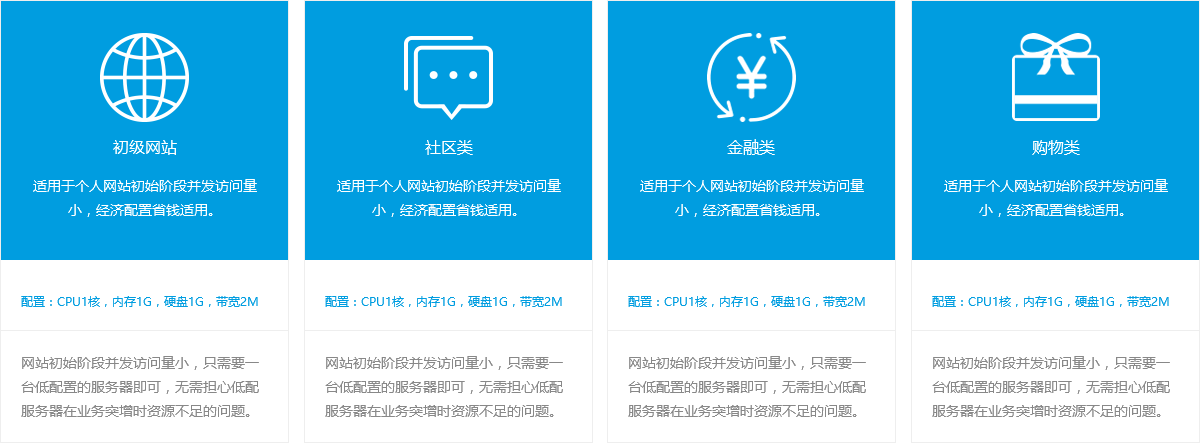 初级网站
适用于个人网站初始阶段并发访问量
小，经济配置省钱适用。
配置：CPU1核，内存1G，硬盘1G，带宽2M
网站初始阶段并发访问量小，只需要一
台低配置的服务器即可，无需担心低配
服务器在业务突增时资源不足的问题。
社区类
适用于个人网站初始阶段并发访问量
小，经济配置省钱适用。
配置：CPU1核，内存1G，硬盘1G，带宽2M
网站初始阶段并发访问量小，只需要一
台低配置的服务器即可，无需担心低配
服务器在业务突增时资源不足的问题。
¥
金融类
适用于个人网站初始阶段并发访问量
小，经济配置省钱适用。
配置：CPU1核，内存1G，硬盘1G，带宽2M
网站初始阶段并发访问量小，只需要一
台低配置的服务器即可，无需担心低配
服务器在业务突增时资源不足的问题。
购物类
适用于个人网站初始阶段并发访问量
小，经济配置省钱适用。
配置：CPU1核，内存1G，硬盘1G，带宽2M
网站初始阶段并发访问量小，只需要一
台低配置的服务器即可，无需担心低配
服务器在业务突增时资源不足的问题。